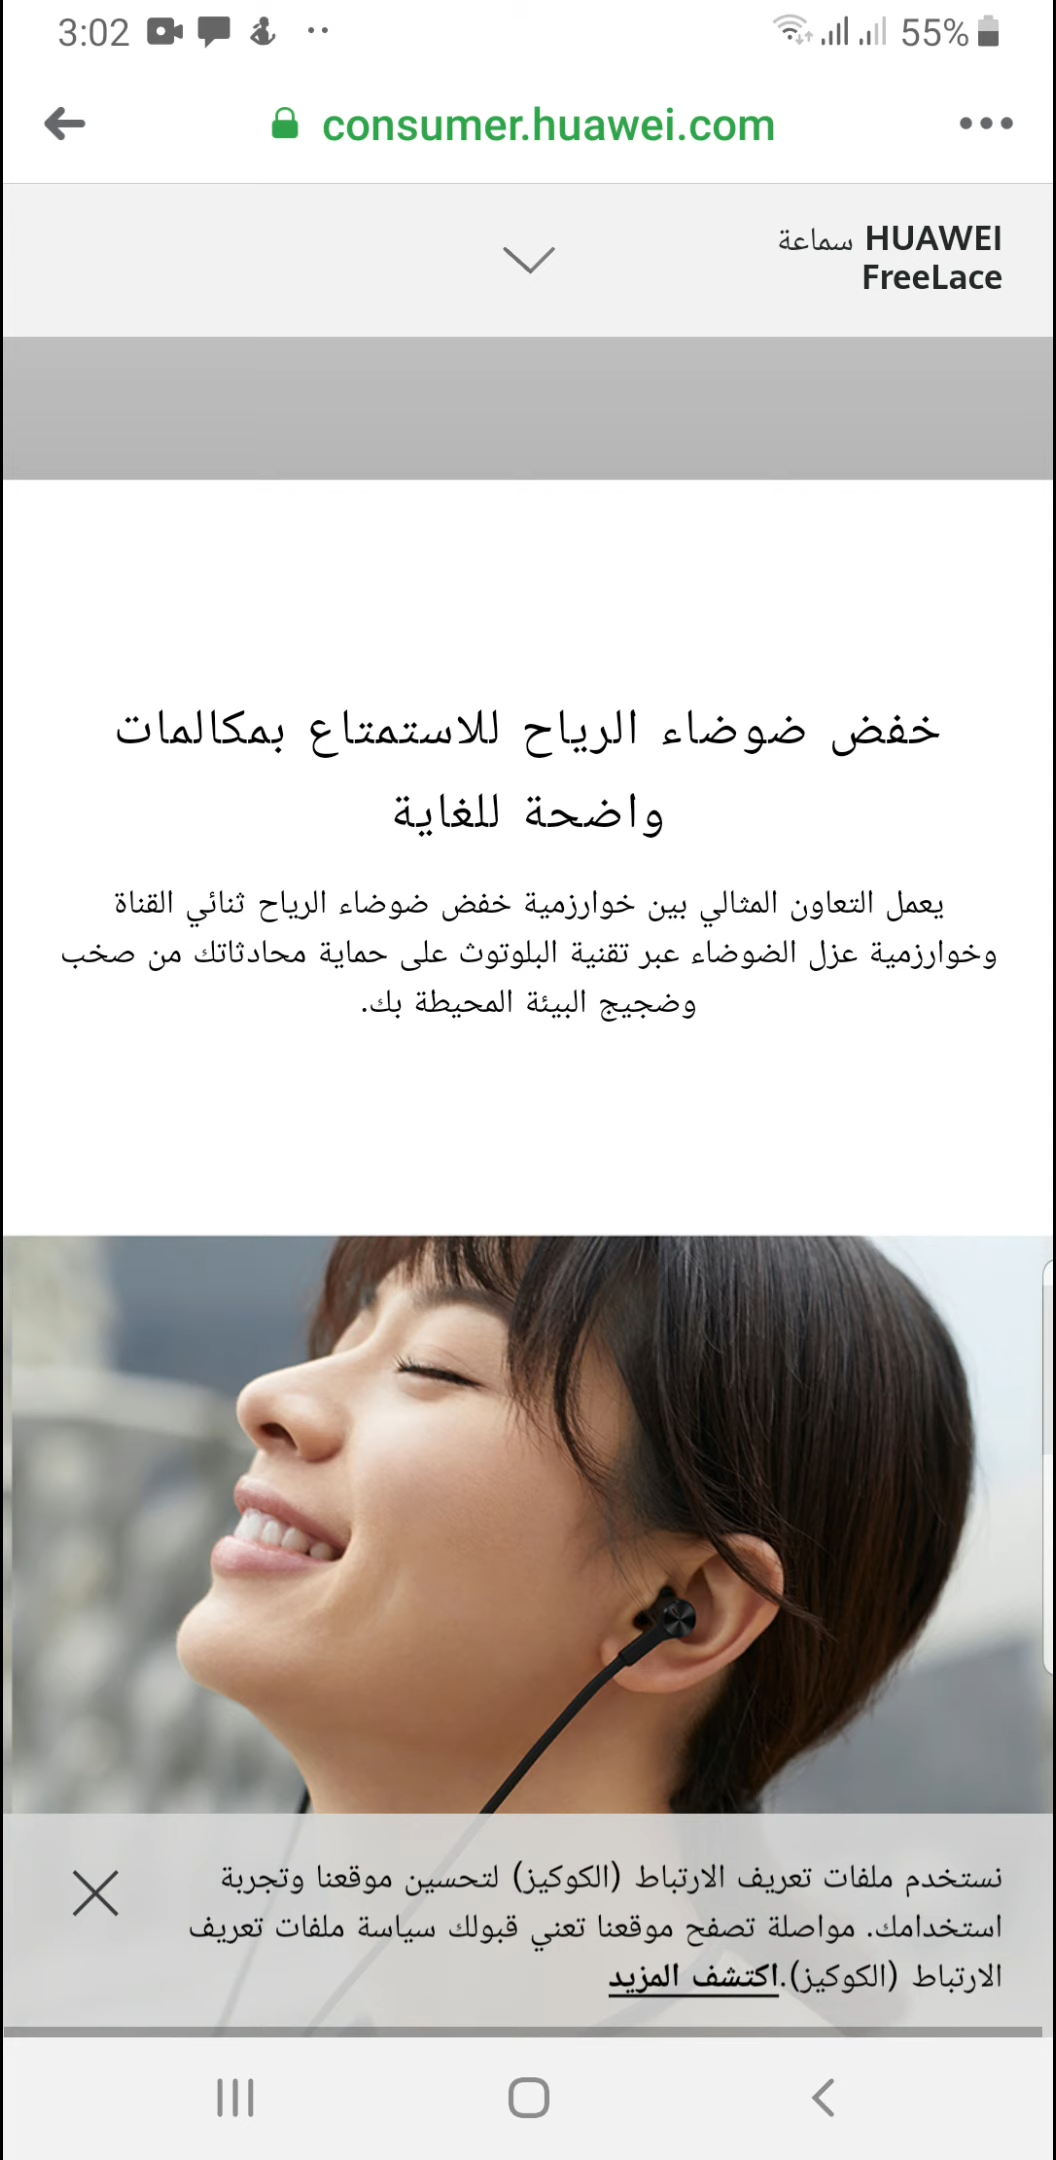 3:02
55%
consumer.huawei.com
سماعة HUAWEI
FreeLace
خفض ضوضاء الرياح للاستمتاع بمكالمات
واضحة للغاية
يعمل التعاون المثالي بين خوارزمية خفض ضوضاء الرياح ثنائي القناة
وخوارزمية عزل الضوضاء عبر تقنية البلوتوث على حماية محادثاتك من صخب
وضجيج البيئة المحيطة بك.
نستخدم ملفات تعريف الارتباط (الكوكيز) لتحسين موقعنا وتجربة
استخدامك. مواصلة تصفح موقعنا تعني قبولك سياسة ملفات تعريف
الارتباط (الكوكيز).اكتشف المزيد